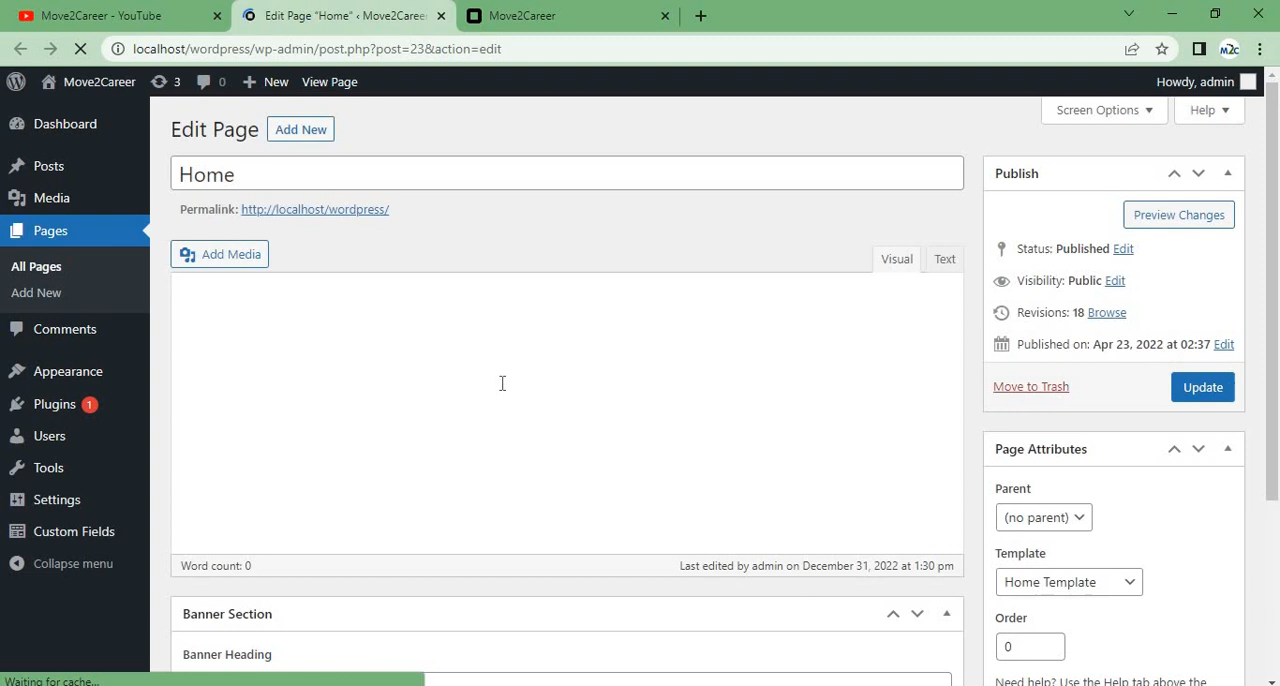 Move2Career - YouTube
Edit Page "Home" ‹ Move2Career
Move2Career
localhost/wordpress/wp-admin/post.php?post=23&action=edit
M2C
Move2Career
3
0
New
View Page
Howdy, admin
Screen Options
Help
Dashboard
Posts
Media
Pages
All Pages
Add New
Comments
Appearance
Plugins 1
Users
Tools
Settings
Custom Fields
Collapse menu
Edit Page
Add New
Home
Permalink: http://localhost/wordpress/
Add Media
Visual
Text
Word count: 0
Last edited by admin on December 31, 2022 at 1:30 pm
Banner Section
Banner Heading
Publish
Preview Changes
Status: Published Edit
Visibility: Public Edit
Revisions: 18 Browse
Published on: Apr 23, 2022 at 02:37 Edit
Move to Trash
Update
Page Attributes
Parent
(no parent)
Template
Home Template
Order
0
Need help? Use the Help tab above the
Waiting for cache...